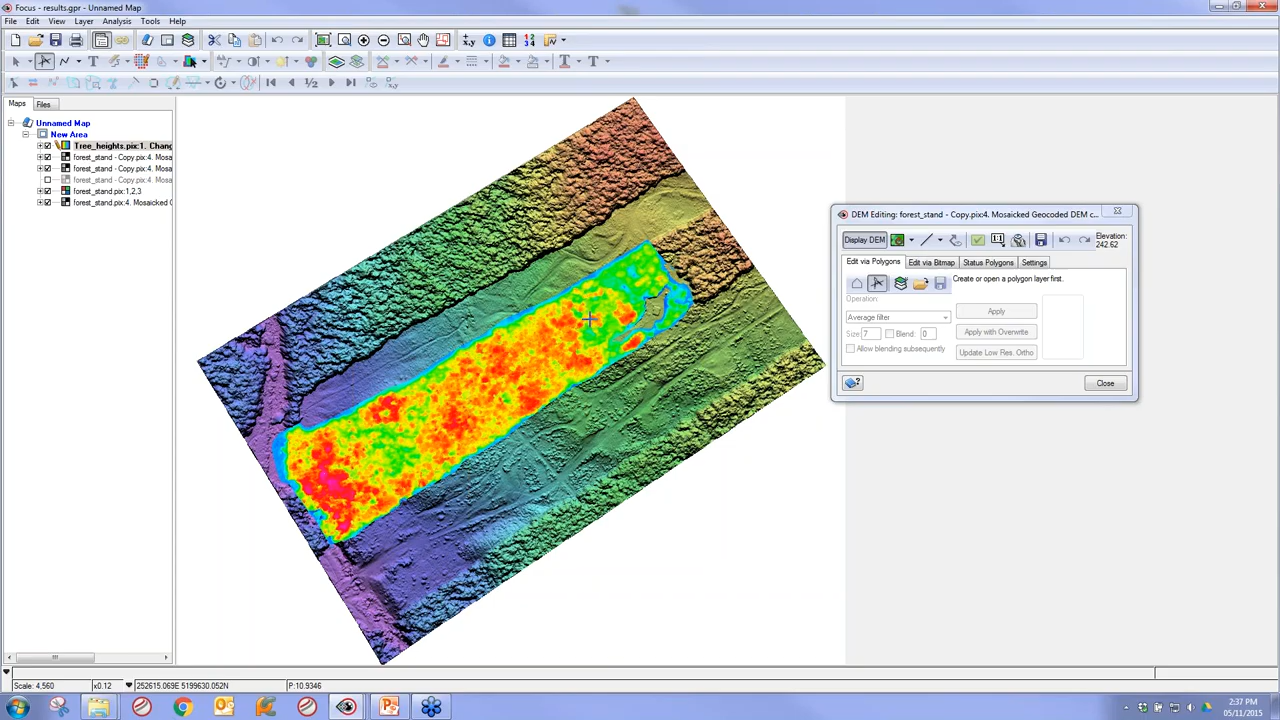 Focus - results.gpr - Unnamed Map
File Edit View Layer Analysis Tools Help
Maps Files
Unnamed Map
New Area
Tree_heights.pix:1. Chang
forest_stand - Copy.pix:4. Mosa
forest_stand - Copy.pix:4. Mosa
forest_stand - Copy.pix:4. Mosa
forest_stand.pix:1,2,3
forest_stand.pix:4. Mosaicked G
DEM Editing: forest_stand - Copy.pix:4. Mosaicked Geocoded DEM c...
Display DEM
1:1
Elevation:
242.62
Edit via Polygons Edit via Bitmap Status Polygons Settings
Create or open a polygon layer first.
Operation:
Average filter
Apply
Size 7 Blend: 0
Apply with Overwrite
Allow blending subsequently
Update Low Res. Ortho
Close
Scale: 4,560 x0.12 252615.069E 5199630.052N P:10.9346
2:37 PM
05/11/2015